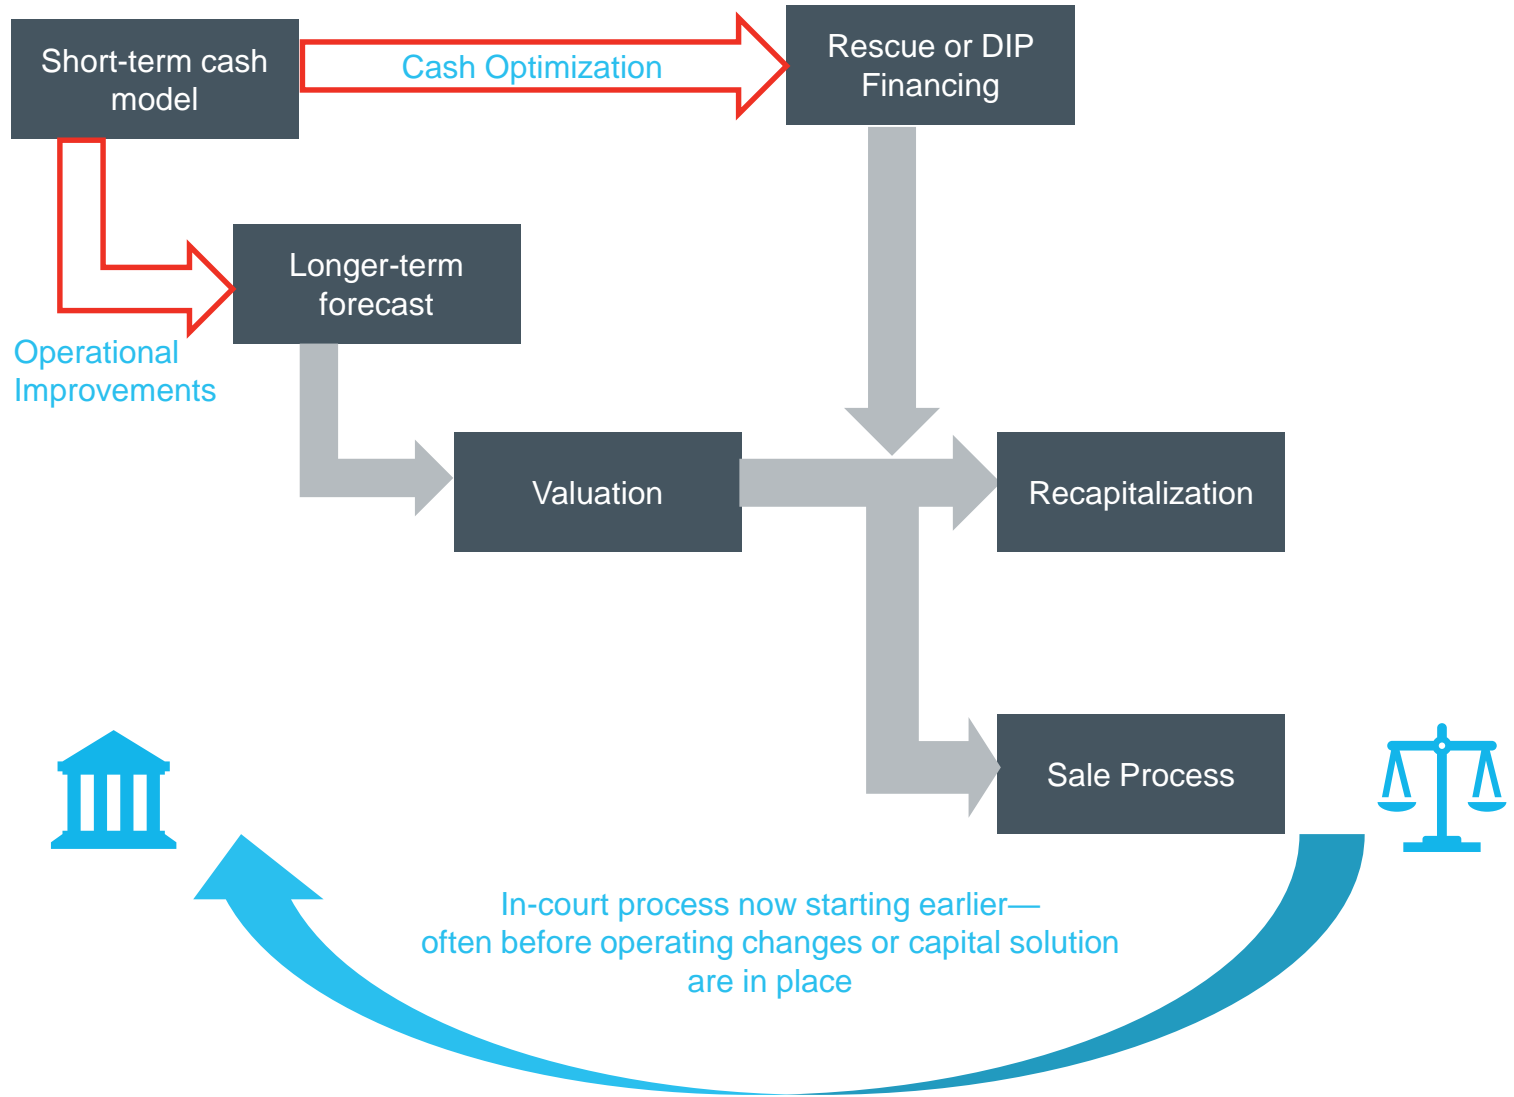 Short-term cash
model
Cash Optimization
Rescue or DIP
Financing
Longer-term
forecast
Operational
Improvements
Valuation
Recapitalization
Sale Process
In-court process now starting earlier—
often before operating changes or capital solution
are in place